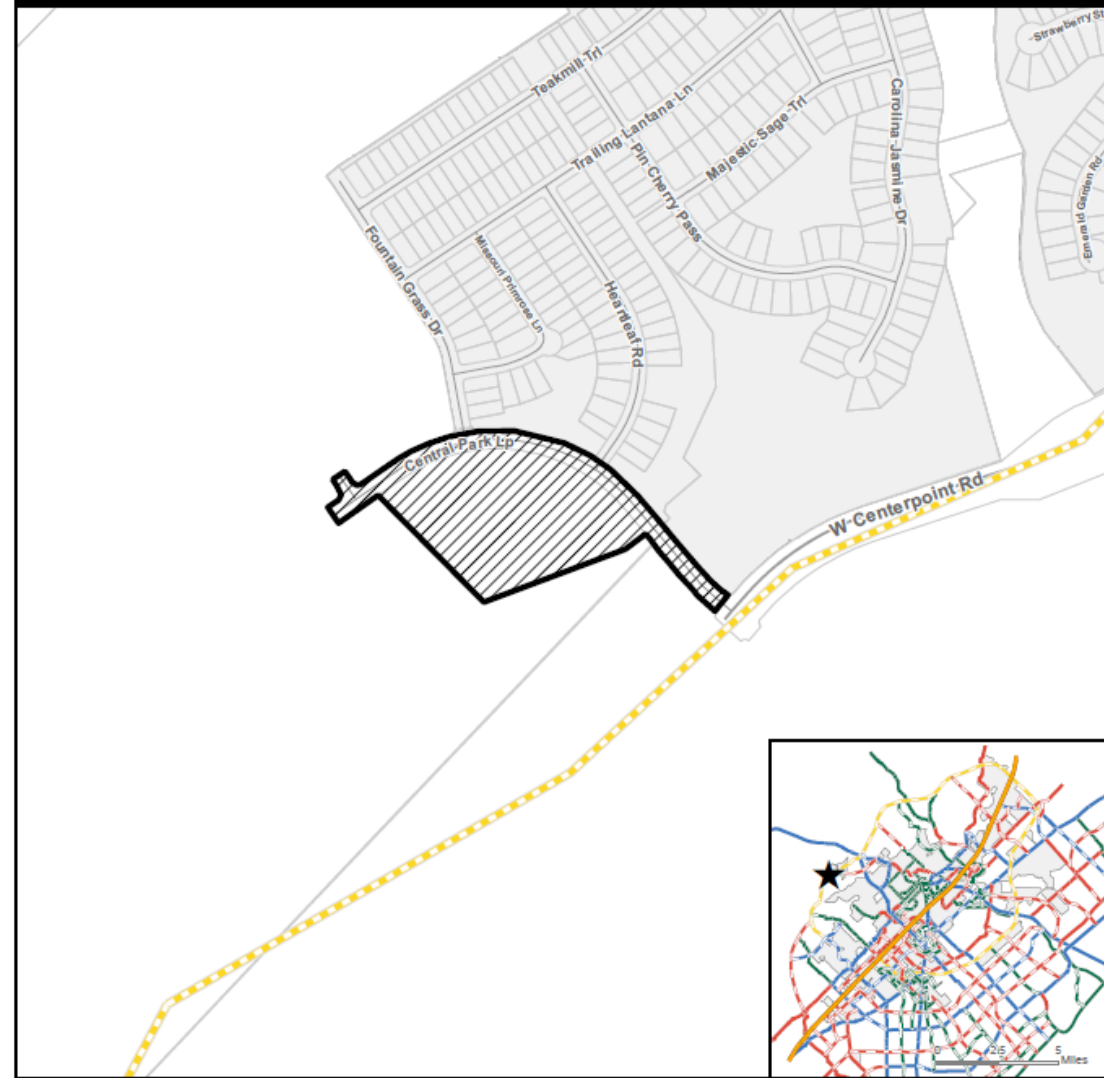 Strawberry St
Teakmill Trl
Trailing Lantana Ln
Majestic Sage Trl
Carolina Jasmine Dr
Pin Cherry Pass
Emerald Garden Rd
Fountain Grass Dr
Missouri Primrose Ln
Heartleaf Rd
Central Park Lp
W Centerpoint Rd
0 2.5 5
Miles